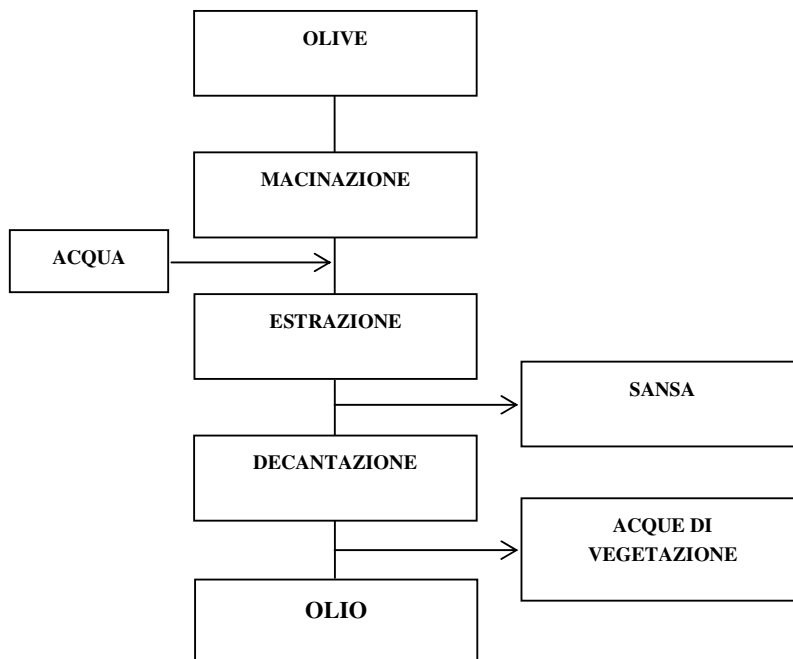 OLIVE
MACINAZIONE
ACQUA
ESTRAZIONE
SANSA
DECANTAZIONE
ACQUE DI
VEGETAZIONE
OLIO